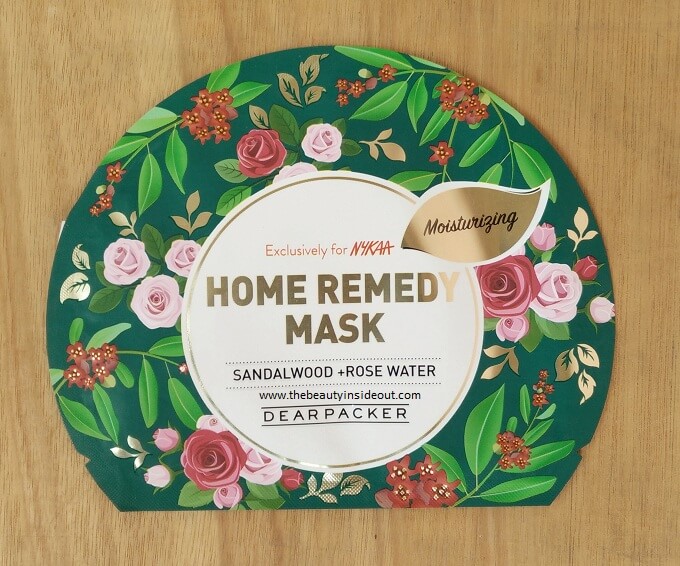 Moisturizing
Exclusively for NYKAA
HOME REMEDY
MASK
SANDALWOOD +ROSE WATER
www.thebeautyinsideout.com
DEARPACKER